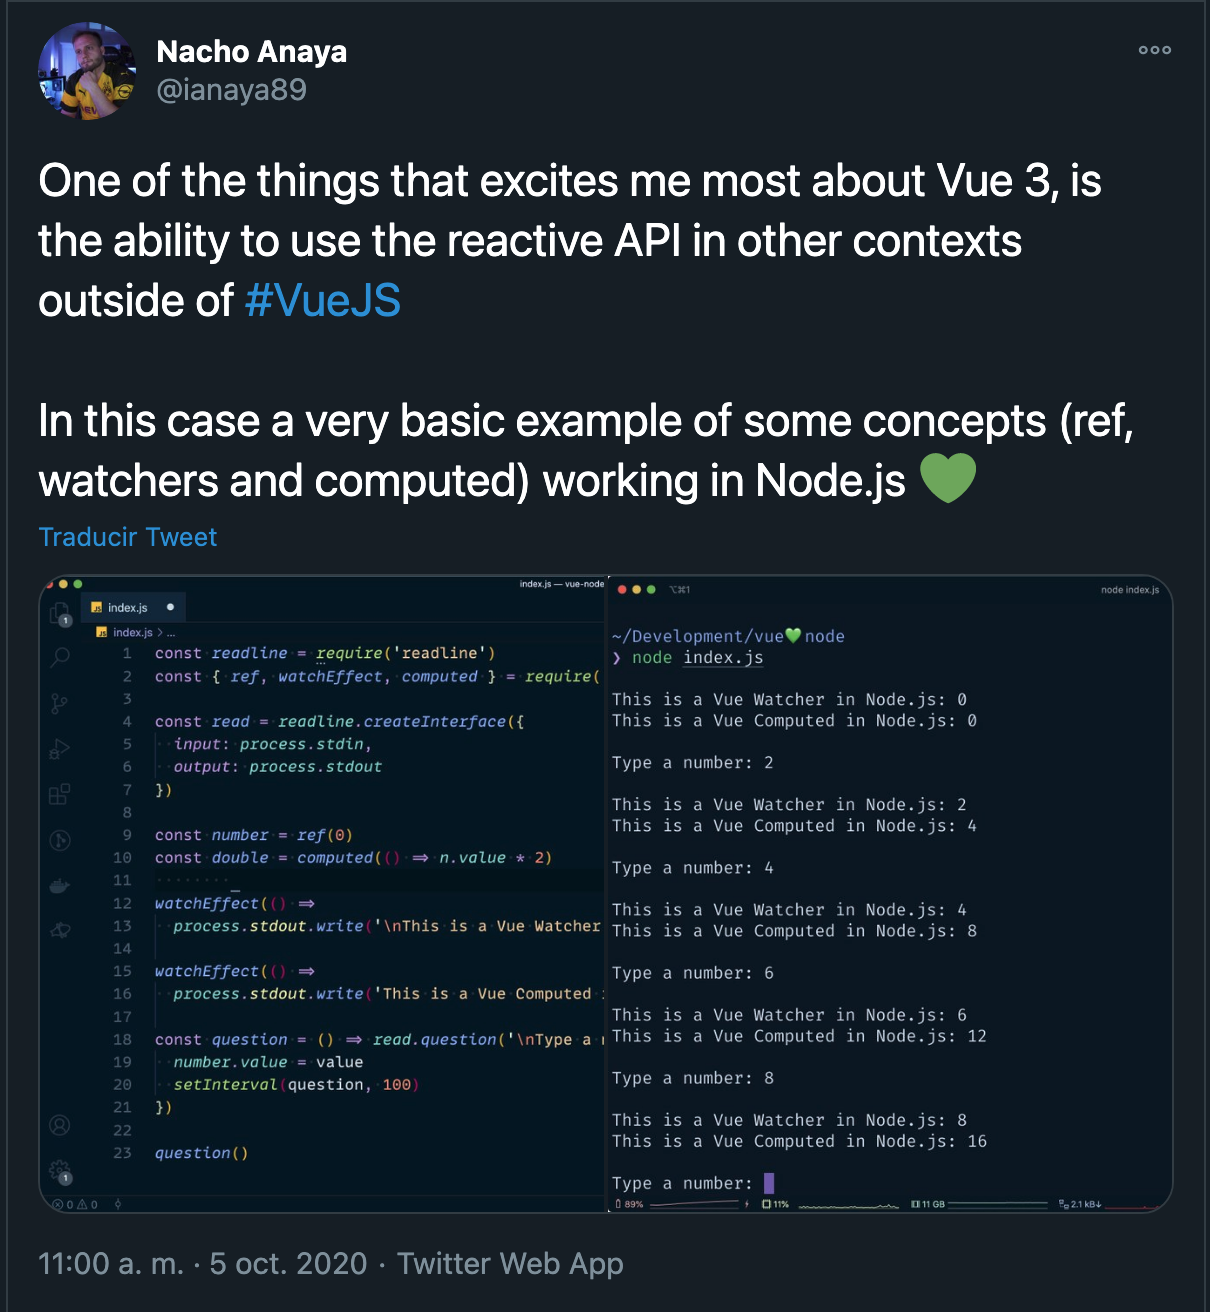 Nacho Anaya
@ianaya89
One of the things that excites me most about Vue 3, is
the ability to use the reactive API in other contexts
outside of #VueJS
In this case a very basic example of some concepts (ref,
watchers and computed) working in Node.js 💚
Traducir Tweet
index.js — vue-node
index.js
index.js > ...
1 const readline = require('readline')
2 const { ref, watchEffect, computed } = require(
3
4 const read = readline.createInterface({
5 input: process.stdin,
6 output: process.stdout
7 })
8
9 const number = ref(0)
10 const double = computed(() => n.value * 2)
11
12 watchEffect(() =>
13 process.stdout.write('\nThis is a Vue Watcher
14
15 watchEffect(() =>
16 process.stdout.write('This is a Vue Computed
17
18 const question = () => read.question('\nType a
19 number.value = value
20 setInterval(question, 100)
21 })
22
23 question()
1
1
0 0
⌥⌘1
node index.js
~/Development/vue💚node
❯ node index.js
This is a Vue Watcher in Node.js: 0
This is a Vue Computed in Node.js: 0
Type a number: 2
This is a Vue Watcher in Node.js: 2
This is a Vue Computed in Node.js: 4
Type a number: 4
This is a Vue Watcher in Node.js: 4
This is a Vue Computed in Node.js: 8
Type a number: 6
This is a Vue Watcher in Node.js: 6
This is a Vue Computed in Node.js: 12
Type a number: 8
This is a Vue Watcher in Node.js: 8
This is a Vue Computed in Node.js: 16
Type a number:
89% 11% 11 GB 2.1 kB↓
11:00 a. m. · 5 oct. 2020 · Twitter Web App